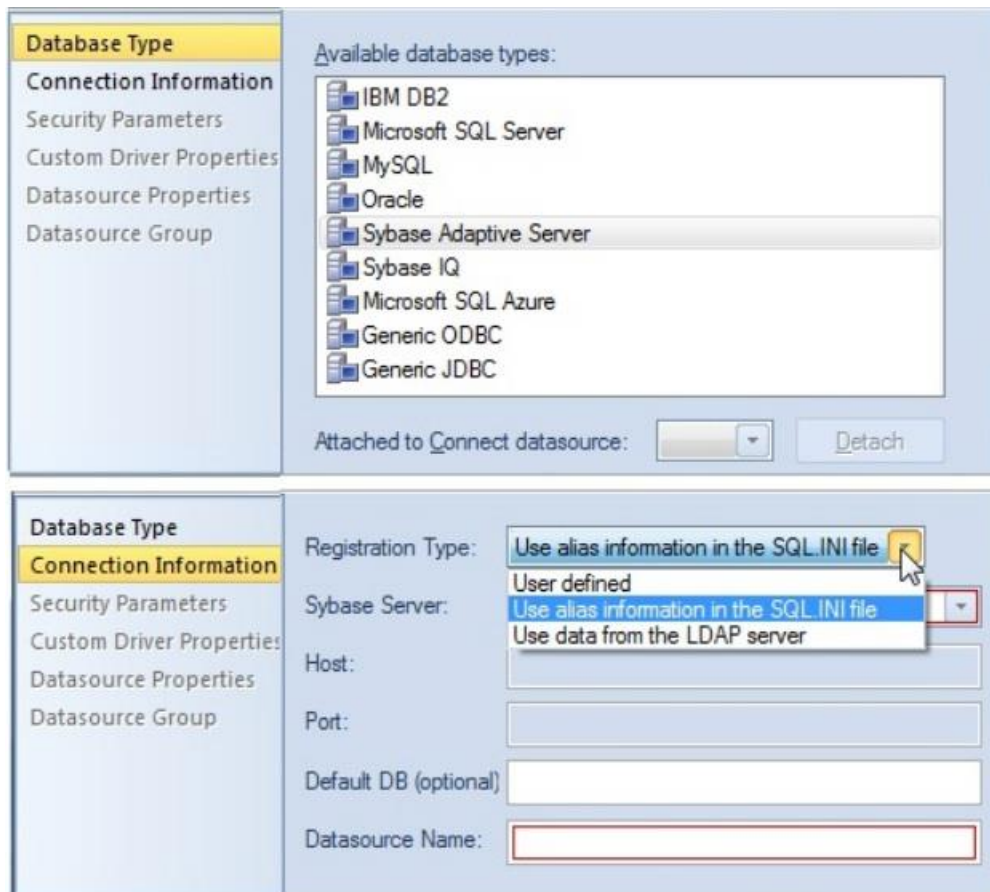 Database Type
Connection Information
Security Parameters
Custom Driver Properties
Datasource Properties
Datasource Group
Available database types:
IBM DB2
Microsoft SQL Server
MySQL
Oracle
Sybase Adaptive Server
Sybase IQ
Microsoft SQL Azure
Generic ODBC
Generic JDBC
Attached to Connect datasource:
Detach
Database Type
Connection Information
Security Parameters
Custom Driver Properties
Datasource Properties
Datasource Group
Registration Type: Use alias information in the SQL.INI file
User defined
Use alias information in the SQL.INI file
Use data from the LDAP server
Sybase Server:
Host:
Port:
Default DB (optional)
Datasource Name: